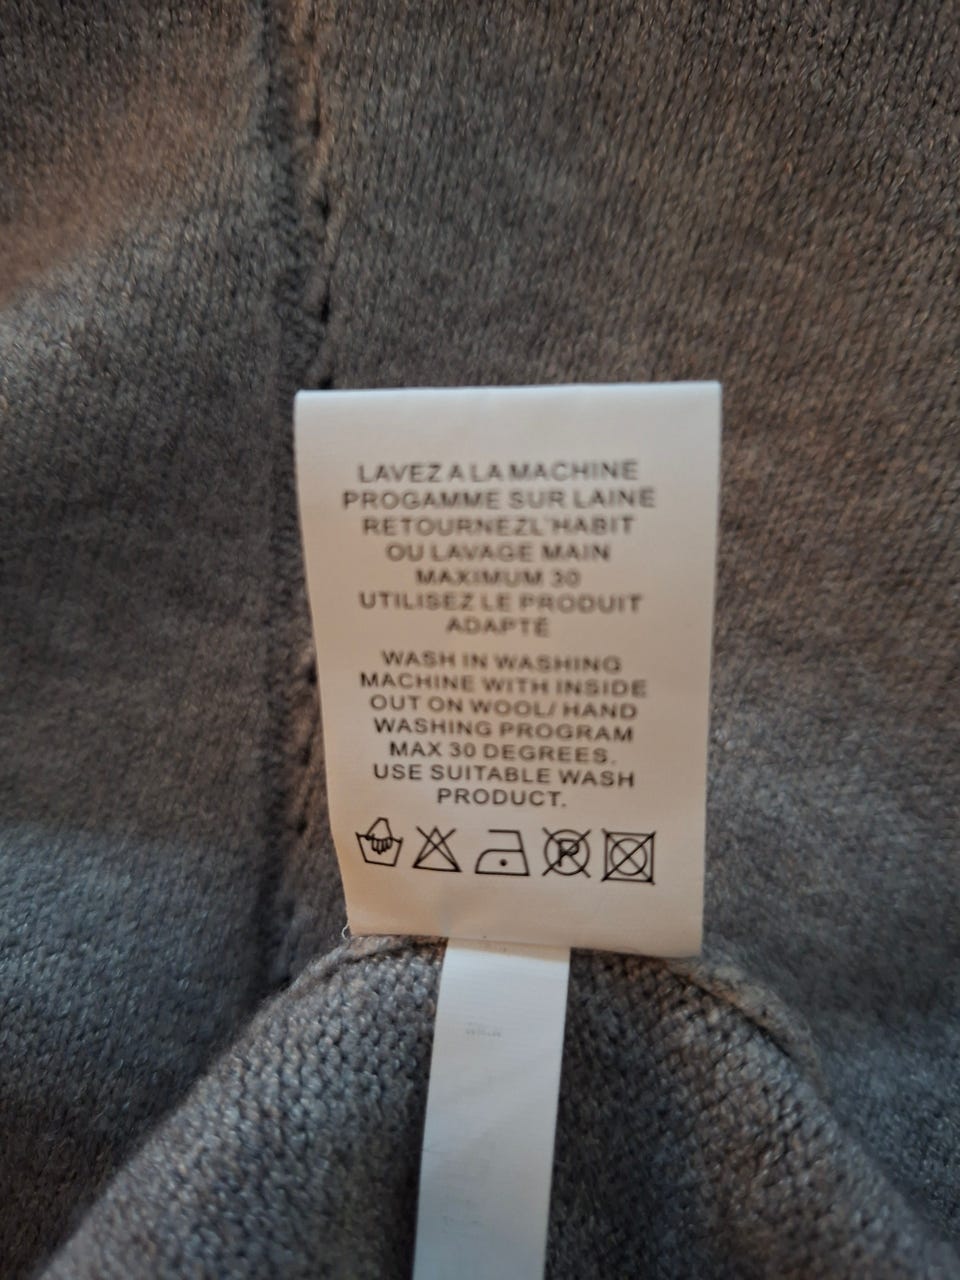 LAVEZ A LA MACHINE
PROGAMME SUR LAINE
RETOURNEZL'HABIT
OU LAVAGE MAIN
MAXIMUM 30
UTILISEZ LE PRODUIT
ADAPTÉ
WASH IN WASHING
MACHINE WITH INSIDE
OUT ON WOOL/ HAND
WASHING PROGRAM
MAX 30 DEGREES.
USE SUITABLE WASH
PRODUCT.
P